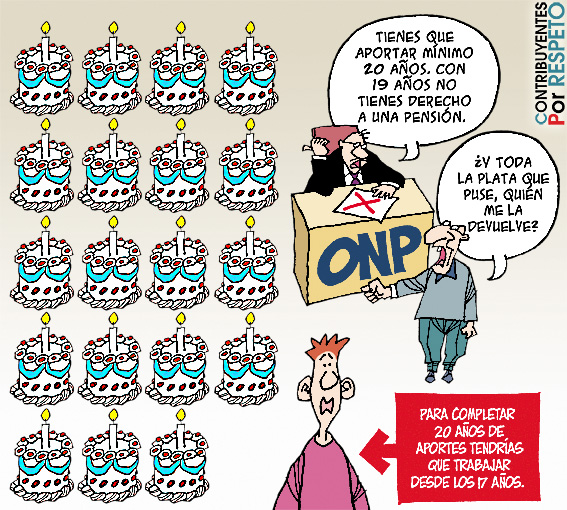 CONTRIBUYENTES
POR RESPETO
TIENES QUE
APORTAR MÍNIMO
20 AÑOS. CON
19 AÑOS NO
TIENES DERECHO
A UNA PENSIÓN.
¿Y TODA
LA PLATA QUE
PUSE, QUIÉN
ME LA
DEVUELVE?
ONP
PARA COMPLETAR
20 AÑOS DE
APORTES TENDRÍAS
QUE TRABAJAR
DESDE LOS 17 AÑOS.